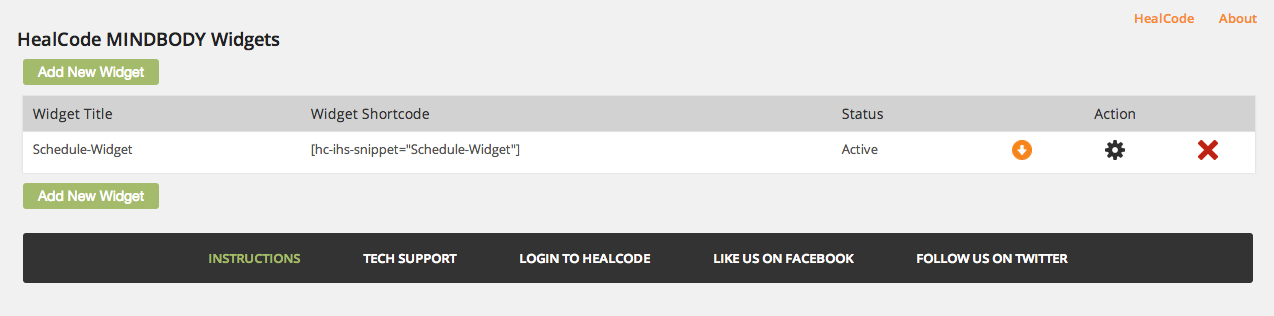 HealCode About
HealCode MINDBODY Widgets
Add New Widget
Widget Title Widget Shortcode Status Action
Schedule-Widget [hc-ihs-snippet="Schedule-Widget"] Active
Add New Widget
INSTRUCTIONS TECH SUPPORT LOGIN TO HEALCODE LIKE US ON FACEBOOK FOLLOW US ON TWITTER